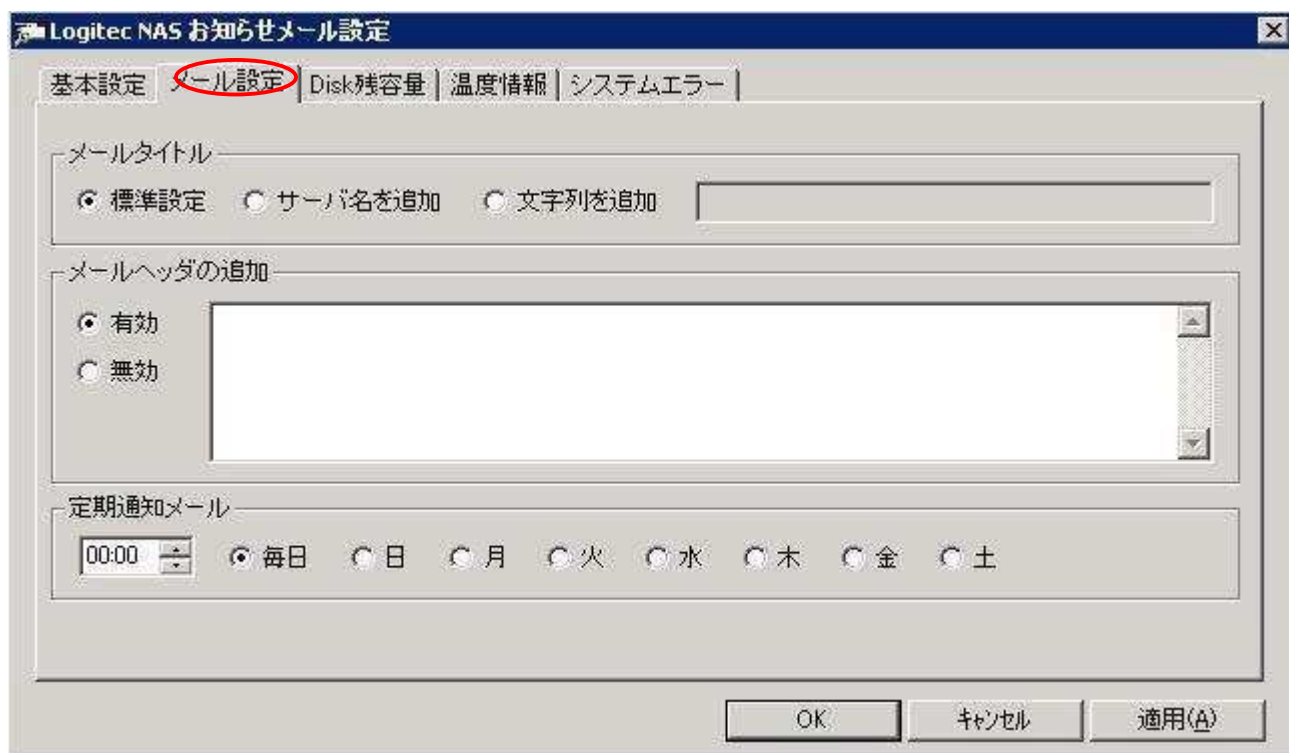 Logitec NAS お知らせメール設定
基本設定 メール設定 Disk残容量 温度情報 システムエラー
メールタイトル
標準設定 サーバ名を追加 文字列を追加
メールヘッダの追加
有効
無効
定期通知メール
00:00 毎日 日 月 火 水 木 金 土
OK キャンセル 適用(A)